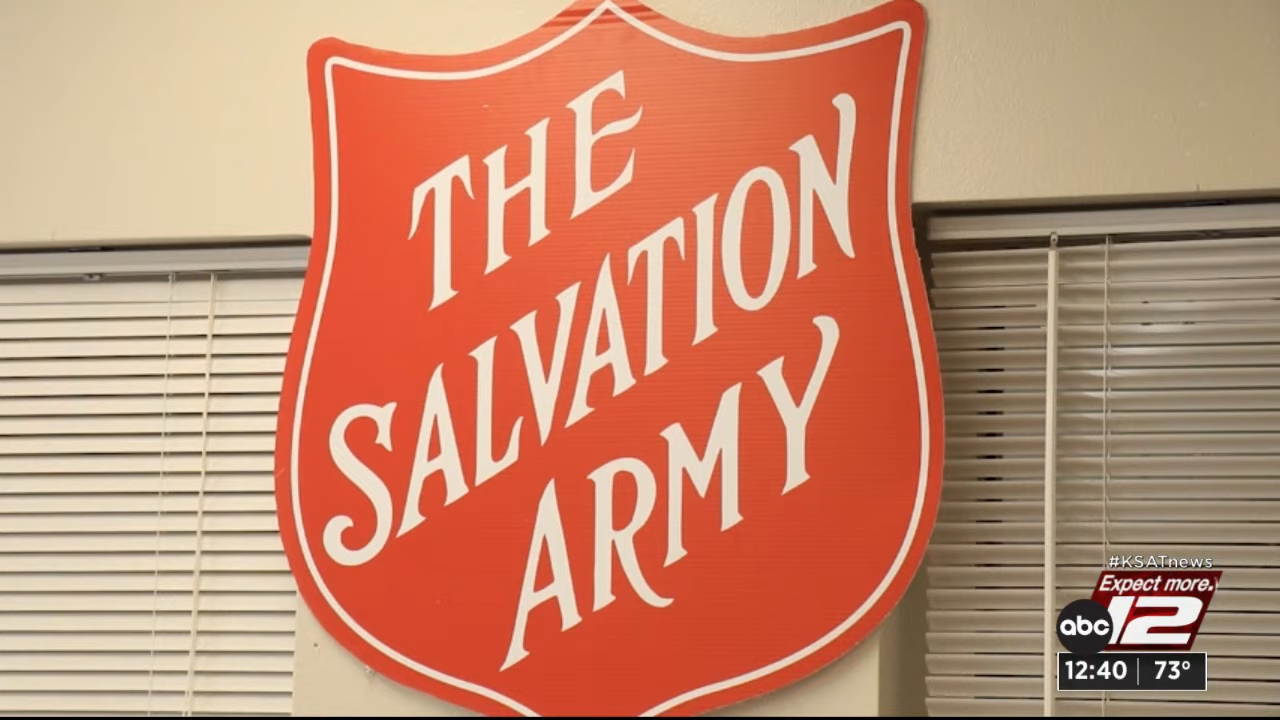 THE
SALVATION
ARMY
#KSATnews
Expect more.
abc 12
12:40 73°